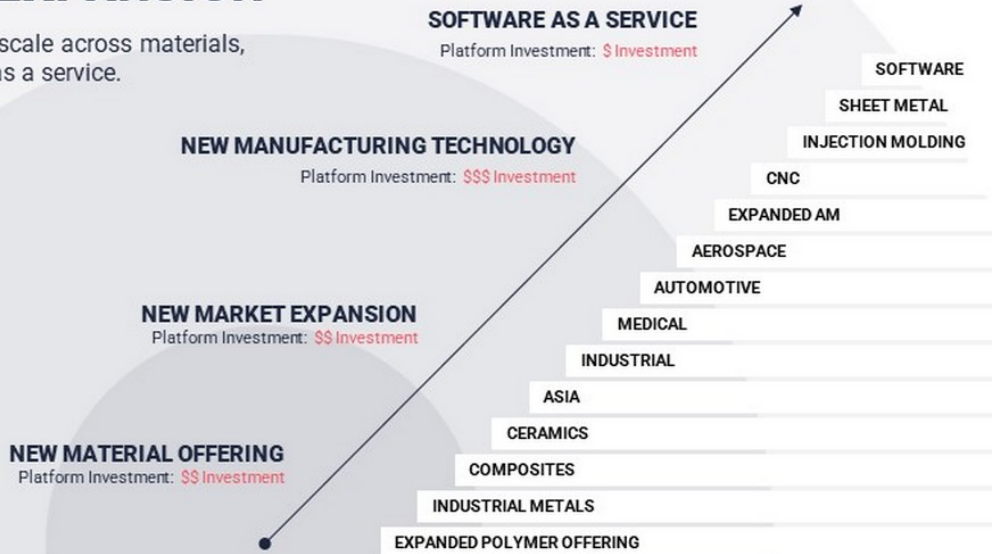 scale across materials,
as a service.
SOFTWARE AS A SERVICE
Platform Investment: $ Investment
NEW MANUFACTURING TECHNOLOGY
Platform Investment: $$$ Investment
NEW MARKET EXPANSION
Platform Investment: $$ Investment
NEW MATERIAL OFFERING
Platform Investment: $$ Investment
SOFTWARE
SHEET METAL
INJECTION MOLDING
CNC
EXPANDED AM
AEROSPACE
AUTOMOTIVE
MEDICAL
INDUSTRIAL
ASIA
CERAMICS
COMPOSITES
INDUSTRIAL METALS
EXPANDED POLYMER OFFERING